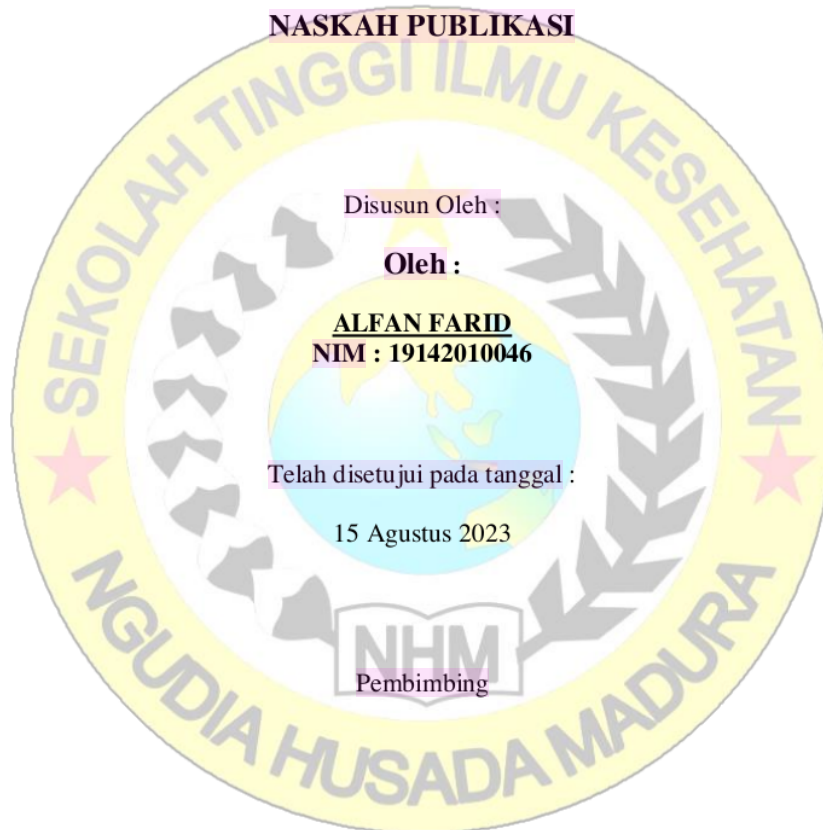 NASKAH PUBLIKASI
SEKOLAH TINGGI ILMU KESEHATAN
Disusun Oleh :
Oleh :
ALFAN FARID
NIM : 19142010046
Telah disetujui pada tanggal :
15 Agustus 2023
NHM
Pembimbing
NGUDIA HUSADA MADURA